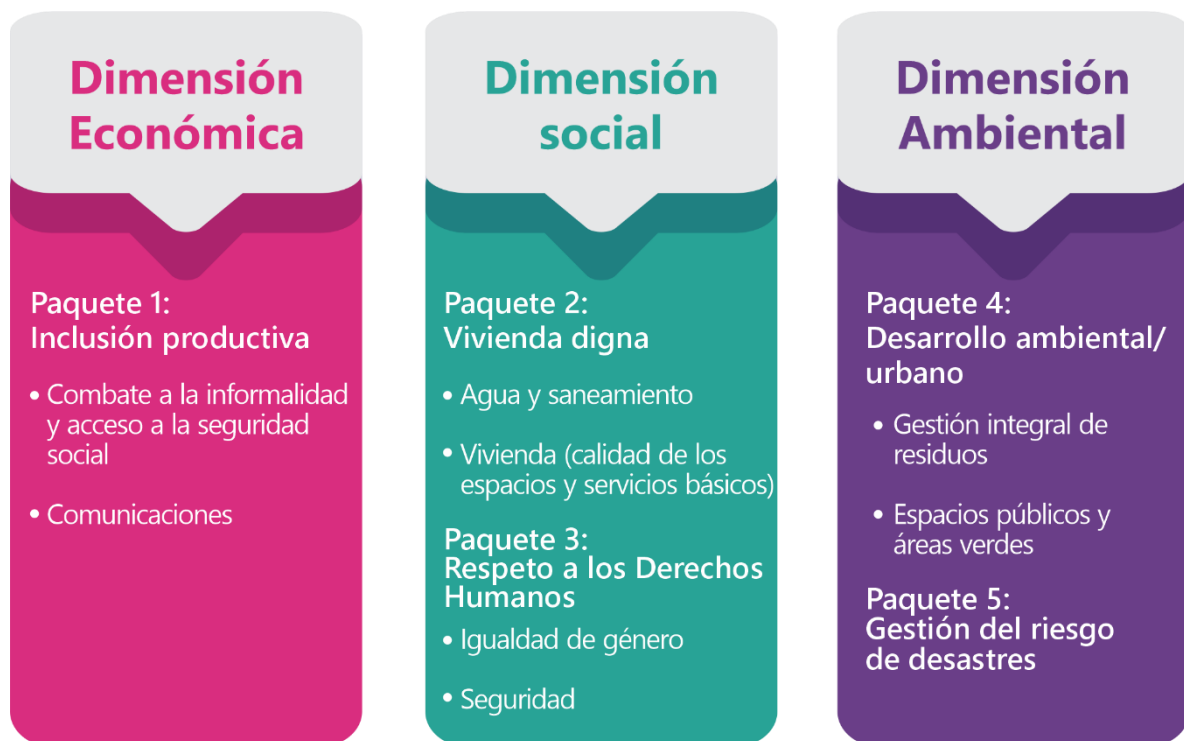 Dimensión
Económica
Paquete 1:
Inclusión productiva
• Combate a la informalidad
y acceso a la seguridad
social
• Comunicaciones
Dimensión
social
Paquete 2:
Vivienda digna
• Agua y saneamiento
• Vivienda (calidad de los
espacios y servicios básicos)
Paquete 3:
Respeto a los Derechos
Humanos
• Igualdad de género
• Seguridad
Dimensión
Ambiental
Paquete 4:
Desarrollo ambiental/
urbano
• Gestión integral de
residuos
• Espacios públicos y
áreas verdes
Paquete 5:
Gestión del riesgo
de desastres